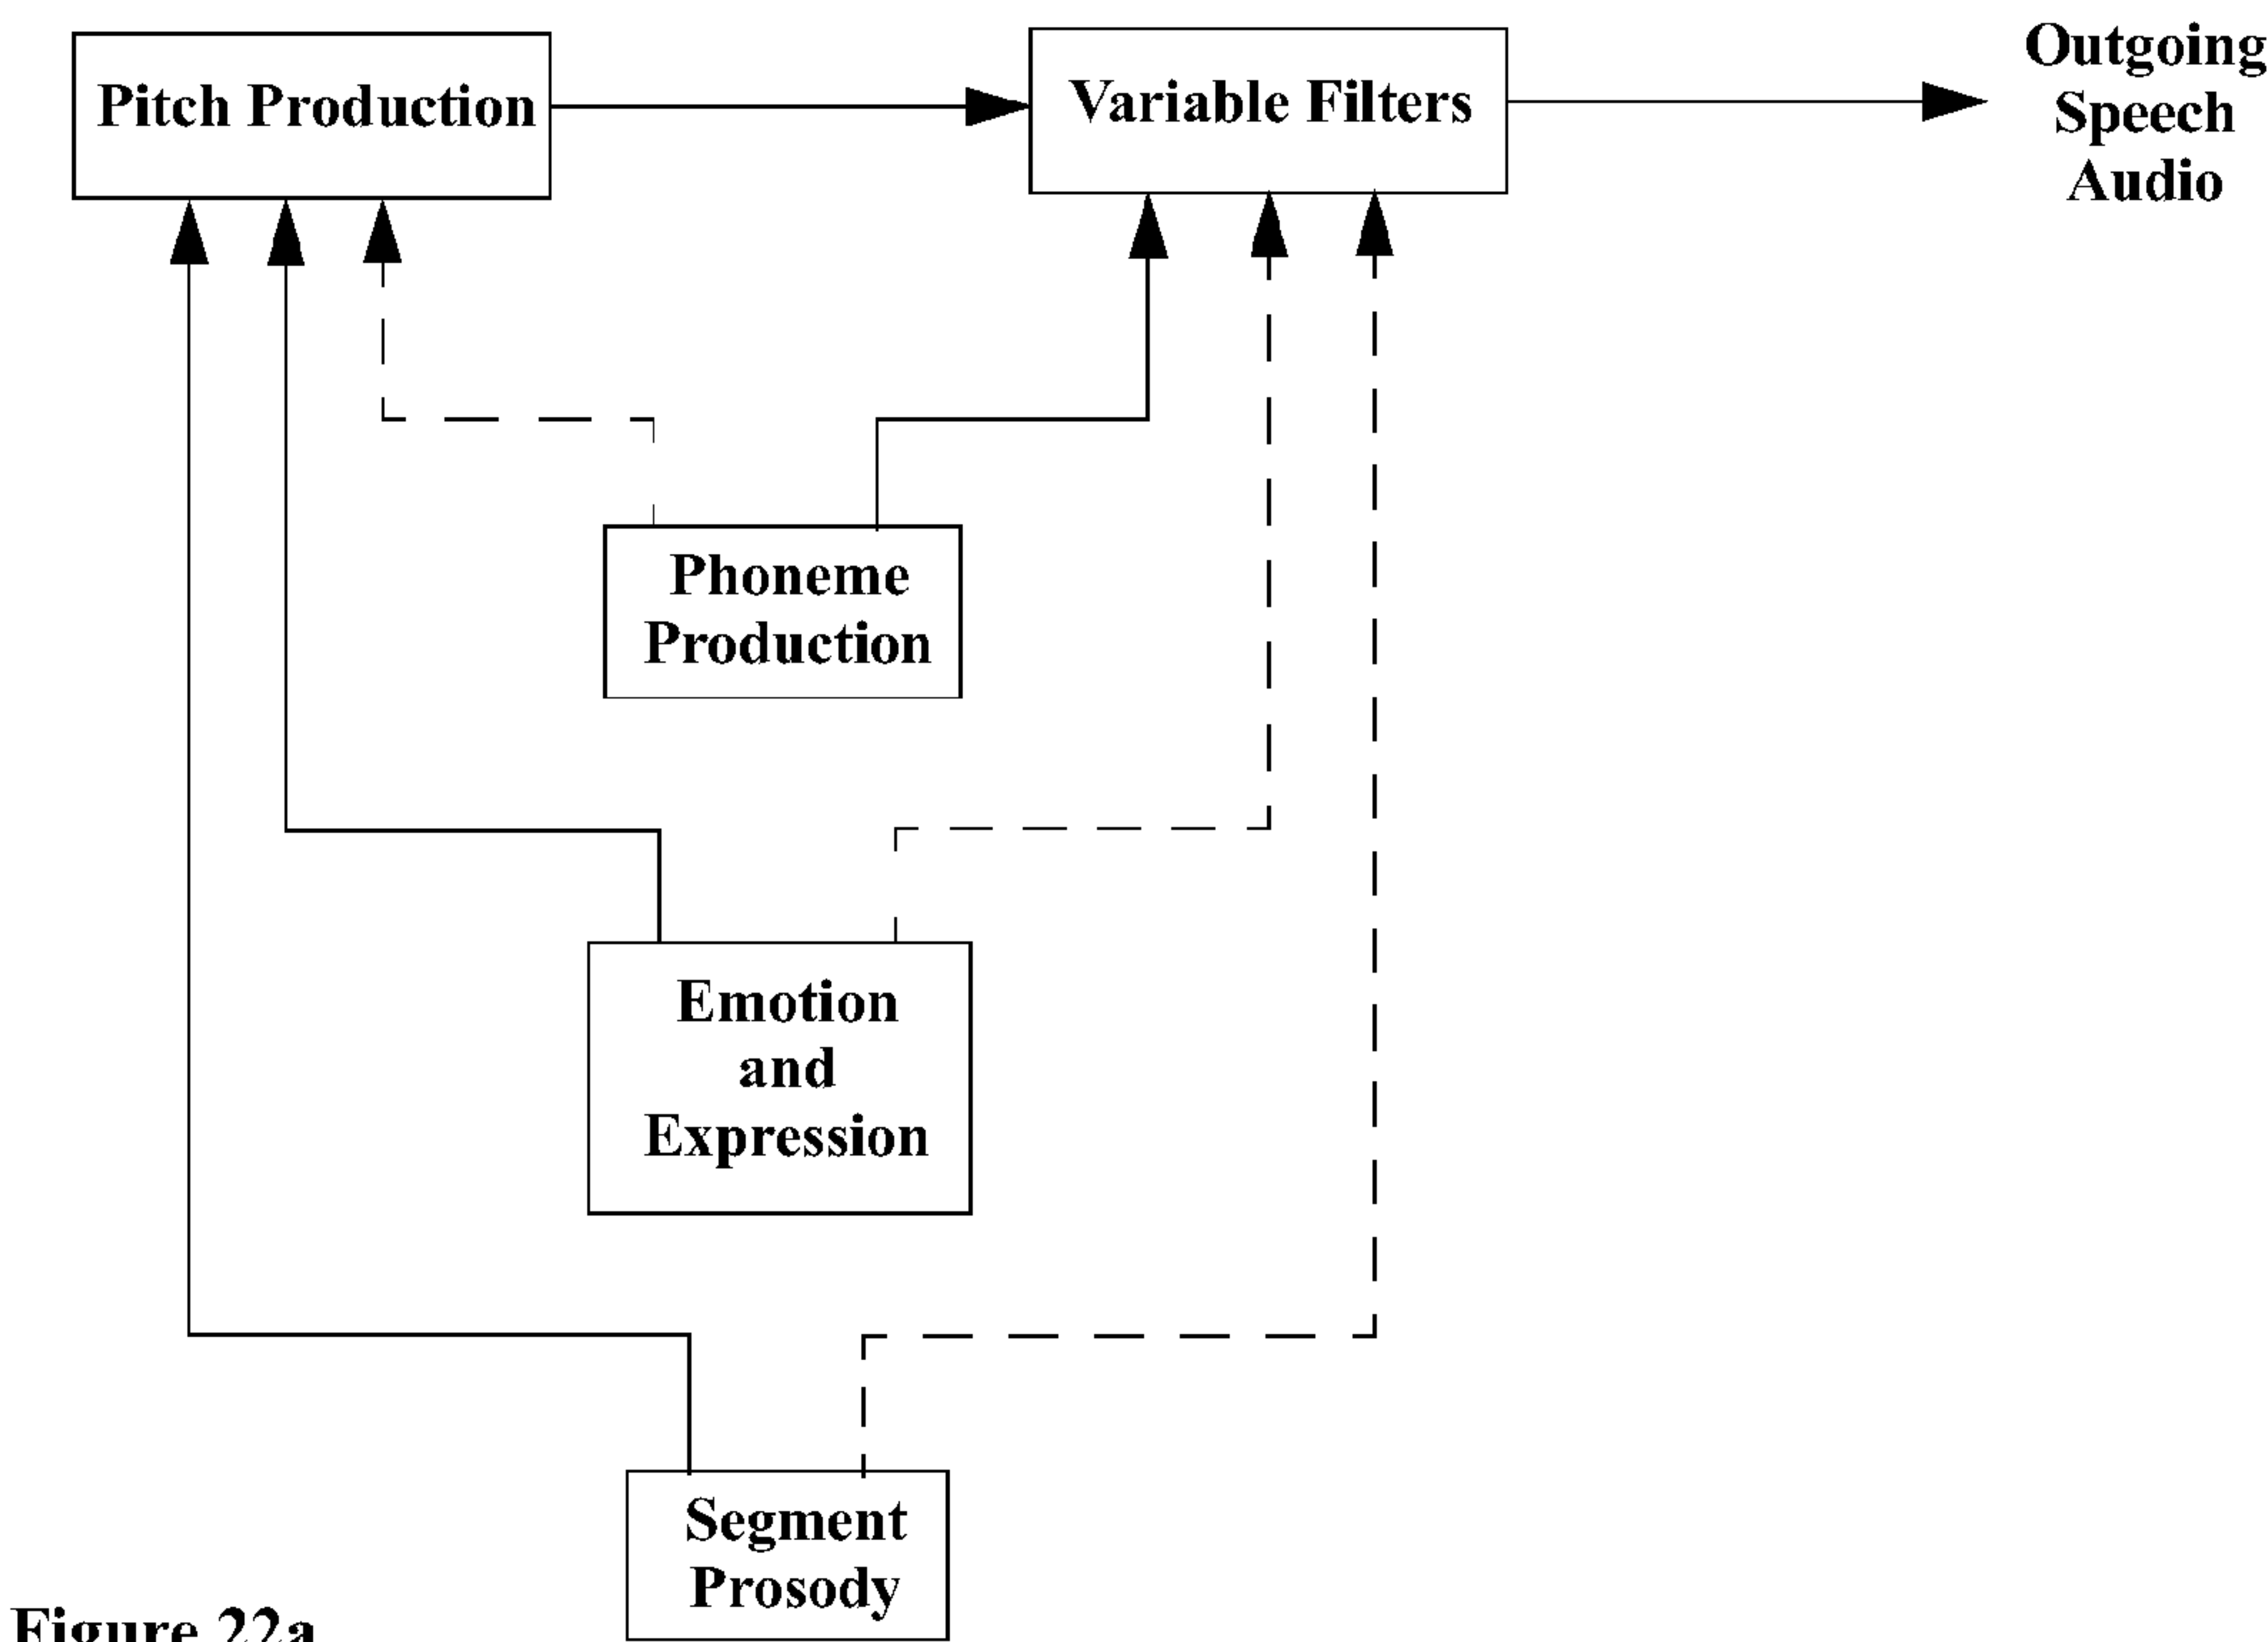 Pitch Production
Variable Filters
Outgoing
Speech
Audio
Phoneme
Production
Emotion
and
Expression
Segment
Prosody
Figure 22a